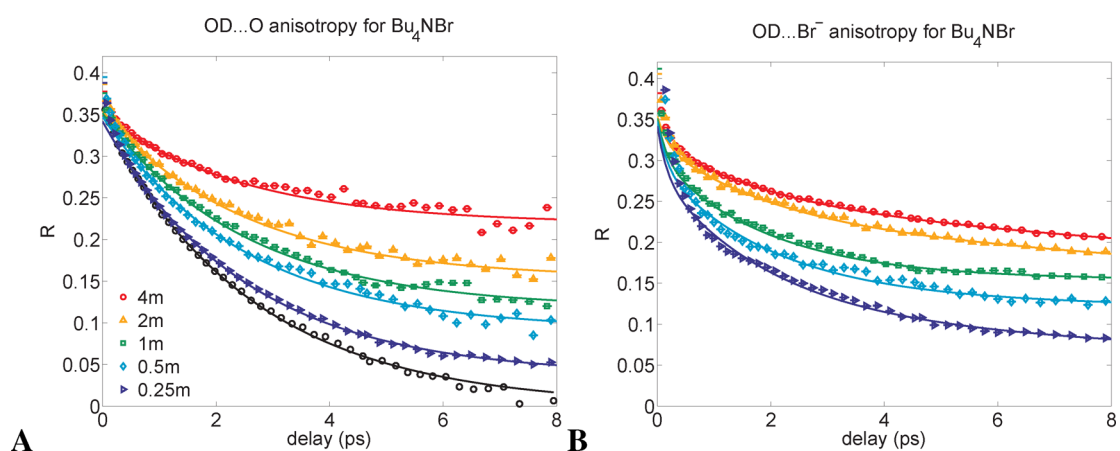 OD...O anisotropy for Bu₄NBr
0.4
0.35
0.3
0.25
0.2
0.15
0.1
0.05
0
R
4m
2m
1m
0.5m
0.25m
0 2 4 6 8
delay (ps)
A
OD...Br⁻ anisotropy for Bu₄NBr
0.4
0.35
0.3
0.25
0.2
0.15
0.1
0.05
0
R
0 2 4 6 8
delay (ps)
B